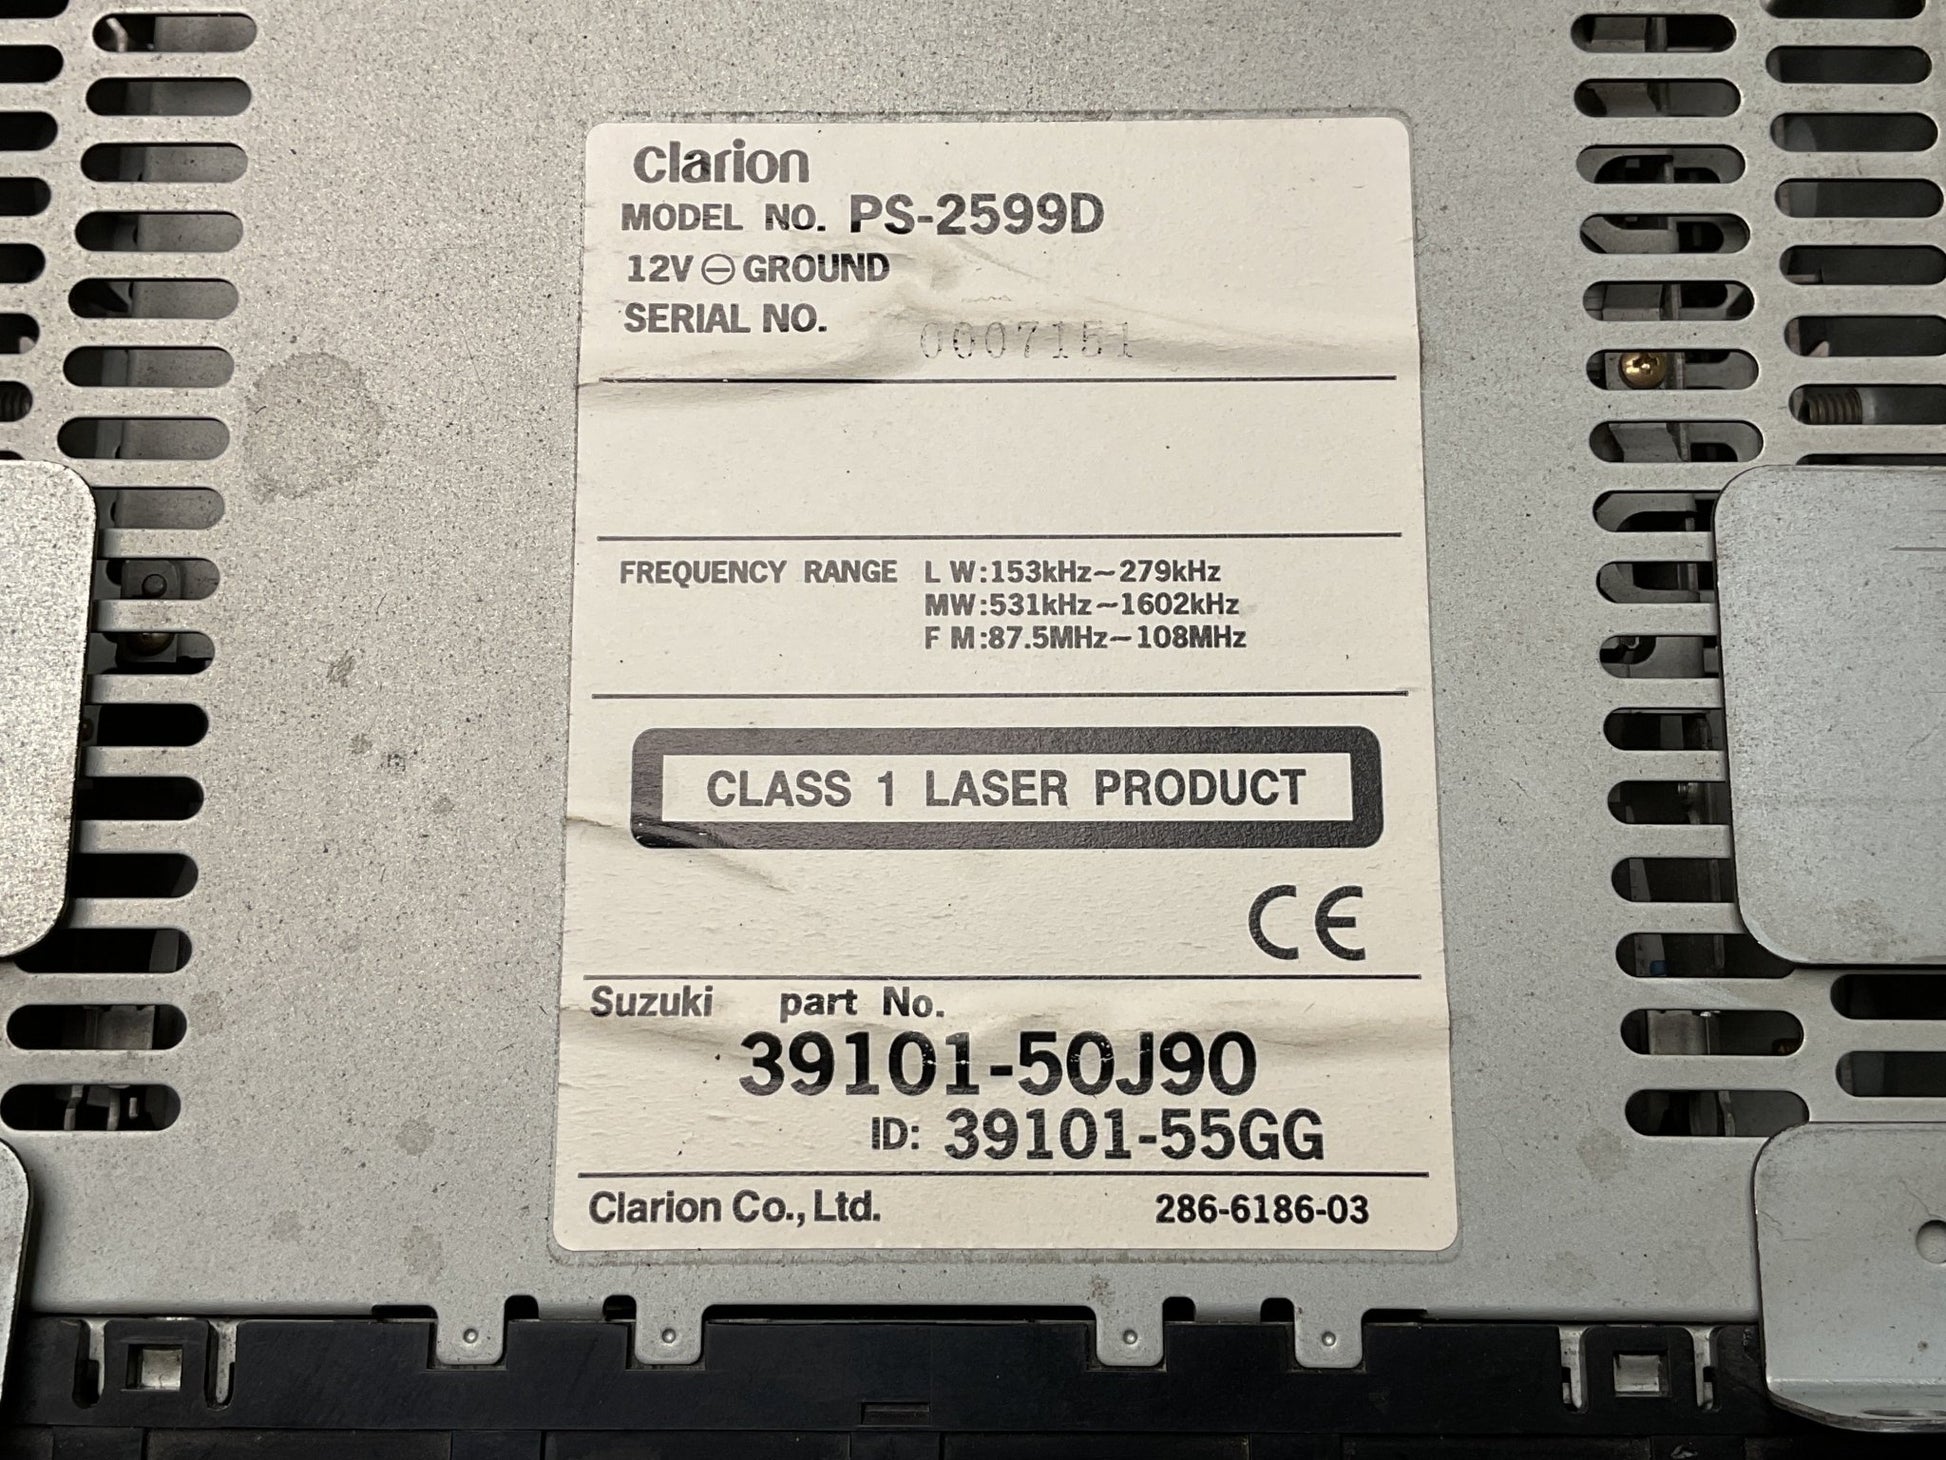 clarion
MODEL NO. PS-2599D
12V ⊖ GROUND
SERIAL NO. 0007151
FREQUENCY RANGE L W:153kHz~279kHz
MW:531kHz~1602kHz
F M:87.5MHz~108MHz
CLASS 1 LASER PRODUCT
CE
Suzuki part No.
39101-50J90
ID: 39101-55GG
Clarion Co., Ltd. 286-6186-03